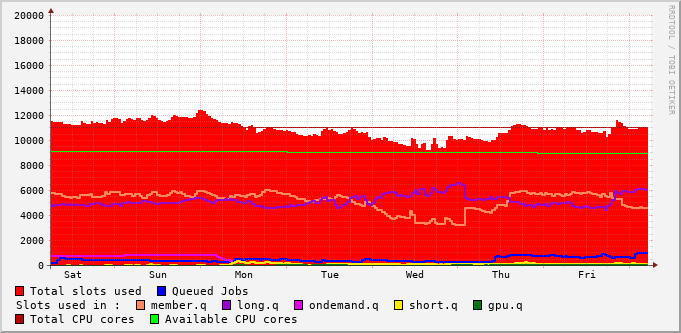 RRDTOOL / TOBI OETIKER
20000
18000
16000
14000
12000
10000
8000
6000
4000
2000
0
Sat Sun Mon Tue Wed Thu Fri
Total slots used Queued Jobs
Slots used in : member.q long.q ondemand.q short.q gpu.q
Total CPU cores Available CPU cores